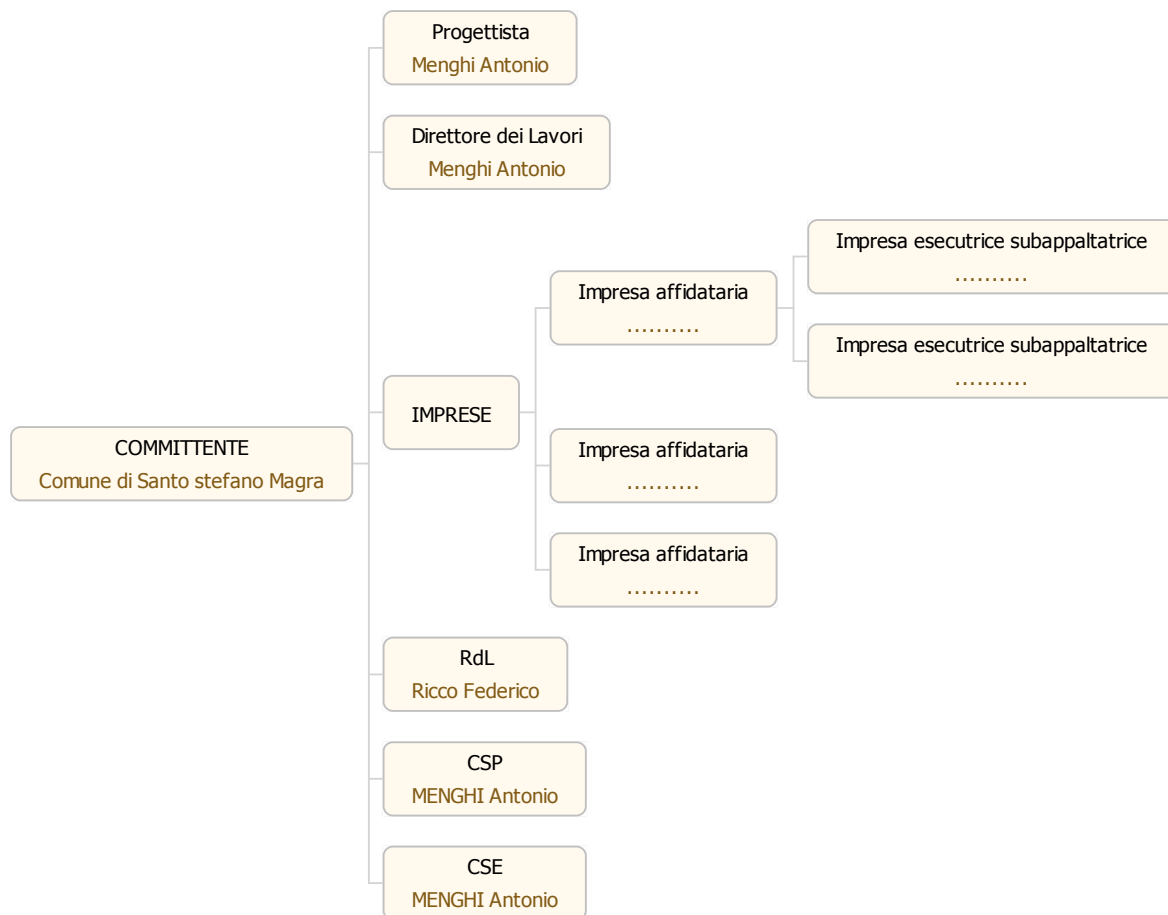 Progettista
Menghi Antonio
Direttore dei Lavori
Menghi Antonio
Impresa esecutrice subappaltatrice
..........
Impresa affidataria
..........
Impresa esecutrice subappaltatrice
..........
IMPRESE
COMMITTENTE
Comune di Santo stefano Magra
Impresa affidataria
..........
Impresa affidataria
..........
RdL
Ricco Federico
CSP
MENGHI Antonio
CSE
MENGHI Antonio